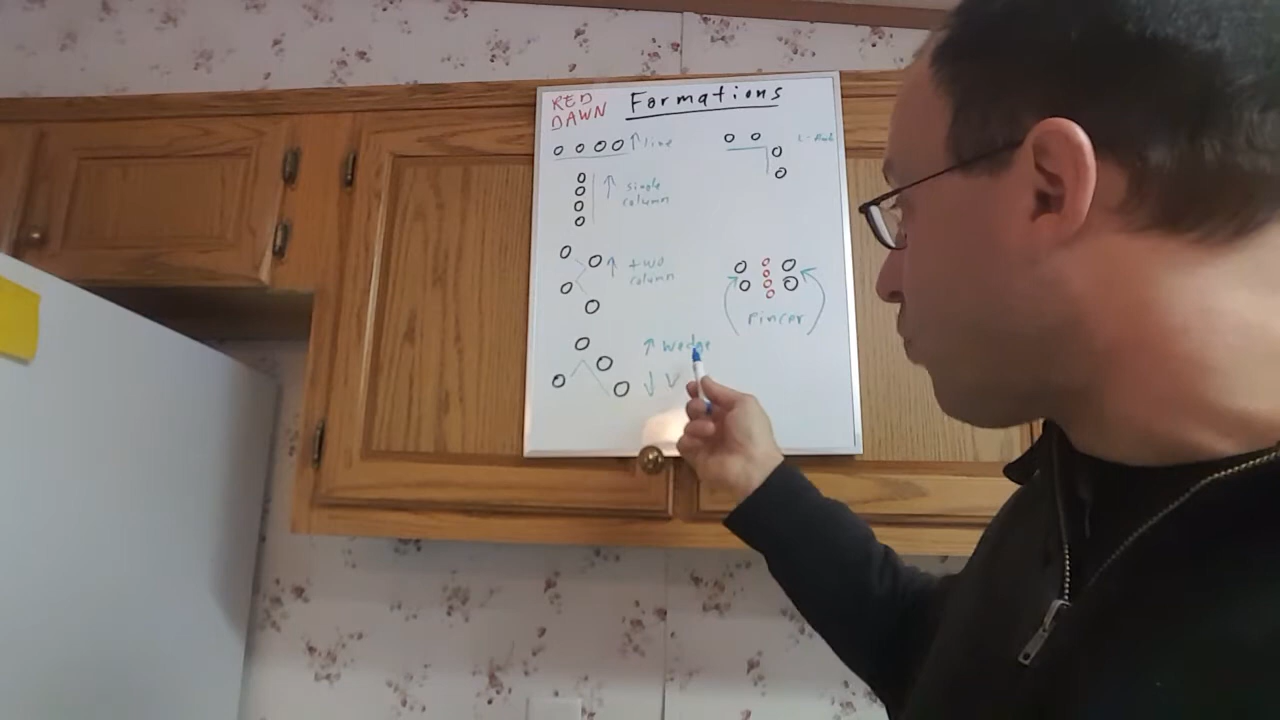 RED
DAWN
Formations
line
single
column
two
column
wedge
V
Pincer